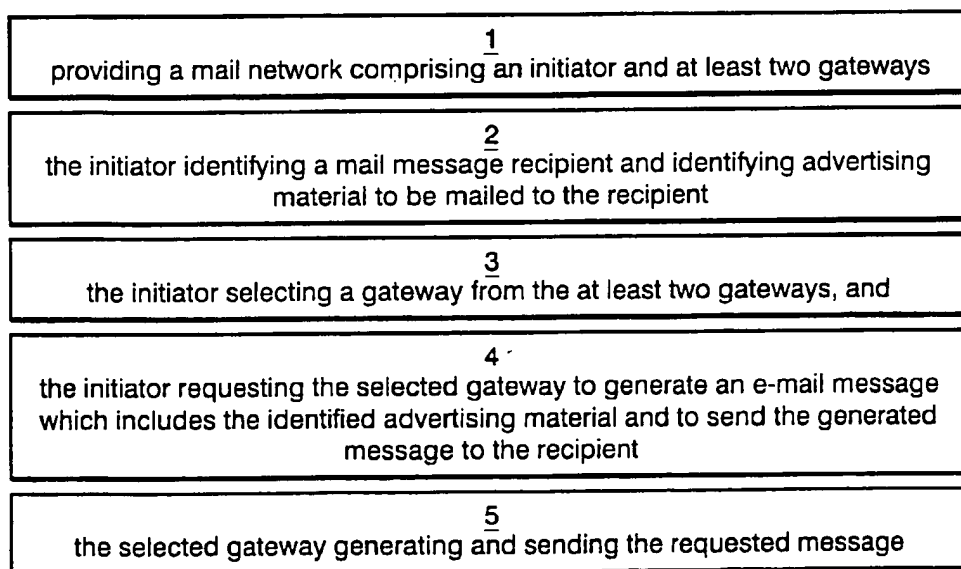 1
providing a mail network comprising an initiator and at least two gateways
2
the initiator identifying a mail message recipient and identifying advertising
material to be mailed to the recipient
3
the initiator selecting a gateway from the at least two gateways, and
4
the initiator requesting the selected gateway to generate an e-mail message
which includes the identified advertising material and to send the generated
message to the recipient
5
the selected gateway generating and sending the requested message